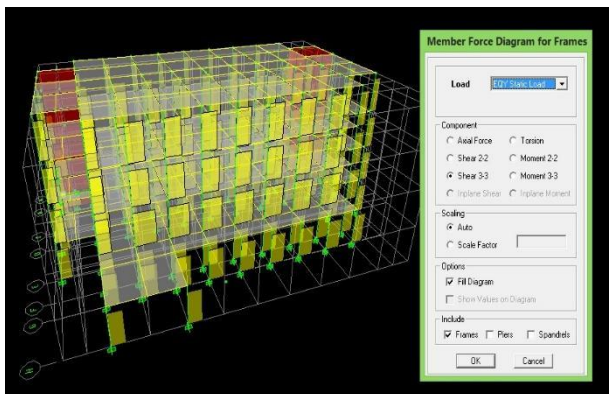 Member Force Diagram for Frames
Load EQY Static Load
Component
Axial Force Torsion
Shear 2-2 Moment 2-2
Shear 3-3 Moment 3-3
Inplane Shear Inplane Moment
Scaling
Auto
Scale Factor
Options
Fill Diagram
Show Values on Diagram
Include
Frames Piers Spandrels
OK Cancel